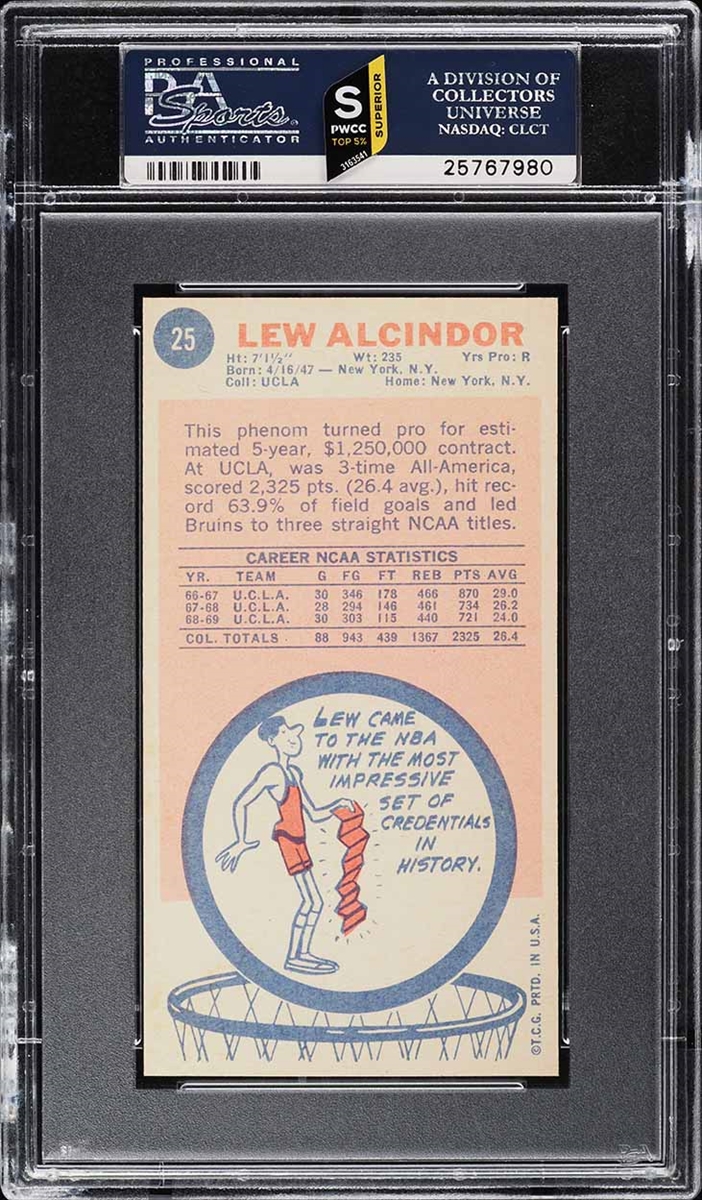 PROFESSIONAL
PSA
Sports
AUTHENTICATOR
S
PWCC
TOP 5%
SUPERIOR
3163541
A DIVISION OF
COLLECTORS
UNIVERSE
NASDAQ: CLCT
25767980
25
LEW ALCINDOR
Ht: 7'1½" Wt: 235 Yrs Pro: R
Born: 4/16/47 — New York, N.Y.
Coll: UCLA Home: New York, N.Y.
This phenom turned pro for esti-
mated 5-year, $1,250,000 contract.
At UCLA, was 3-time All-America,
scored 2,325 pts. (26.4 avg.), hit rec-
ord 63.9% of field goals and led
Bruins to three straight NCAA titles.
CAREER NCAA STATISTICS
YR. TEAM G FG FT REB PTS AVG
66-67 U.C.L.A. 30 346 178 466 870 29.0
67-68 U.C.L.A. 28 294 146 461 734 26.2
68-69 U.C.L.A. 30 303 115 440 721 24.0
COL. TOTALS 88 943 439 1367 2325 26.4
LEW CAME
TO THE NBA
WITH THE MOST
IMPRESSIVE
SET OF
CREDENTIALS
IN
HISTORY.
©T.C.G. PRTD. IN U.S.A.